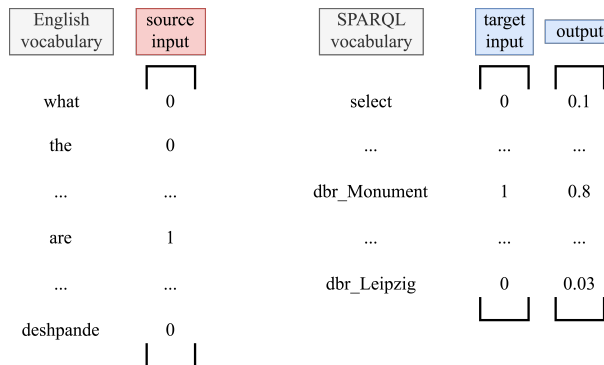 English vocabulary
source input
SPARQL vocabulary
target input
output
what 0 select 0 0.1
the 0 ... ... ...
... ... dbr_Monument 1 0.8
are 1 ... ... ...
... ... dbr_Leipzig 0 0.03
deshpande 0